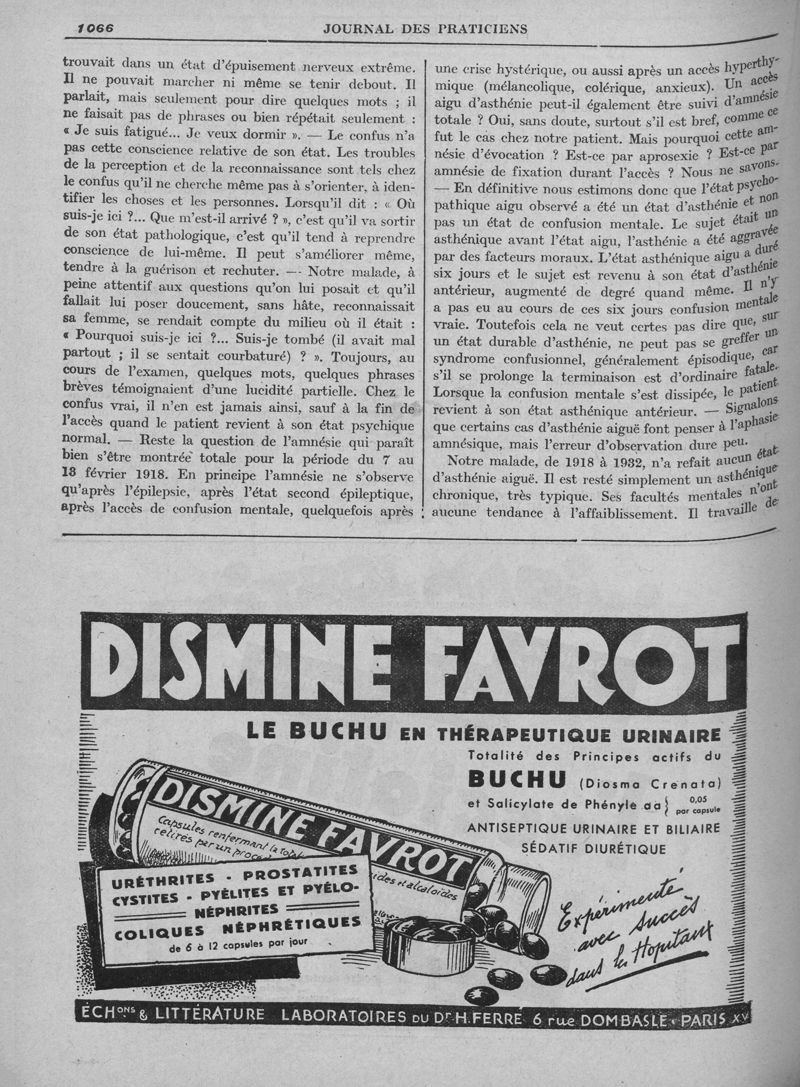 1066
JOURNAL DES PRATICIENS
trouvait dans un état d'épuisement nerveux extrême.
Il ne pouvait marcher ni même se tenir debout. Il
parlait, mais seulement pour dire quelques mots ; il
ne faisait pas de phrases ou bien répétait seulement :
« Je suis fatigué... Je veux dormir ». — Le confus n'a
pas cette conscience relative de son état. Les troubles
de la perception et de la reconnaissance sont tels chez
le confus qu'il ne cherche même pas à s'orienter, à iden-
tifier les choses et les personnes. Lorsqu'il dit : « Où
suis-je ici ?... Que m'est-il arrivé ? », c'est qu'il va sortir
de son état pathologique, c'est qu'il tend à reprendre
conscience de lui-même. Il peut s'améliorer même,
tendre à la guérison et rechuter. — Notre malade, à
peine attentif aux questions qu'on lui posait et qu'il
fallait lui poser doucement, sans hâte, reconnaissait
sa femme, se rendait compte du milieu où il était :
« Pourquoi suis-je ici ?... Suis-je tombé (il avait mal
partout ; il se sentait courbaturé) ? ». Toujours, au
cours de l'examen, quelques mots, quelques phrases
brèves témoignaient d'une lucidité partielle. Chez le
confus vrai, il n'en est jamais ainsi, sauf à la fin de
l'accès quand le patient revient à son état psychique
normal. — Reste la question de l'amnésie qui paraît
bien s'être montrée totale pour la période du 7 au
13 février 1918. En principe l'amnésie ne s'observe
qu'après l'épilepsie, après l'état second épileptique,
après l'accès de confusion mentale, quelquefois après
une crise hystérique, ou aussi après un accès hyperthy-
mique (mélancolique, colérique, anxieux). Un accès
aigu d'asthénie peut-il également être suivi d'amnésie
totale ? Oui, sans doute, surtout s'il est bref, comme ce
fut le cas chez notre patient. Mais pourquoi cette am-
nésie d'évocation ? Est-ce par aprosexie ? Est-ce par
amnésie de fixation durant l'accès ? Nous ne savons.
— En définitive nous estimons donc que l'état psycho-
pathique aigu observé a été un état d'asthénie et non
pas un état de confusion mentale. Le sujet était un
asthénique avant l'état aigu, l'asthénie a été aggravée
par des facteurs moraux. L'état asthénique aigu a duré
six jours et le sujet est revenu à son état d'asthénie
antérieur, augmenté de degré quand même. Il n'y
a pas eu au cours de ces six jours confusion mentale
vraie. Toutefois cela ne veut certes pas dire que, sur
un état durable d'asthénie, ne peut pas se greffer un
syndrome confusionnel, généralement épisodique, car
s'il se prolonge la terminaison est d'ordinaire fatale.
Lorsque la confusion mentale s'est dissipée, le patient
revient à son état asthénique antérieur. — Signalons
que certains cas d'asthénie aiguë font penser à l'aphasie
amnésique, mais l'erreur d'observation dure peu.
Notre malade, de 1918 à 1932, n'a refait aucun état
d'asthénie aiguë. Il est resté simplement un asthénique
chronique, très typique. Ses facultés mentales n'ont
aucune tendance à l'affaiblissement. Il travaille de
DISMINE FAVROT
LE BUCHU EN THÉRAPEUTIQUE URINAIRE
Totalité des Principes actifs du
BUCHU (Diosma Crenata)
et Salicylate de Phényle aa} 0,05 par capsule
ANTISEPTIQUE URINAIRE ET BILIAIRE
SÉDATIF DIURÉTIQUE
DISMINE FAVROT
Capsules renfermant la
retirés par un procédé
ides et alcaloïdes
URÉTHRITES - PROSTATITES
CYSTITES - PYÉLITES ET PYÉLO-
NÉPHRITES
COLIQUES NÉPHRÉTIQUES
de 6 à 12 capsules par jour
Expérimenté
avec Succès
dans les Hopitaux
ÉCHons & LITTÉRATURE LABORATOIRES DU Dr H. FERRÉ 6 rue DOMBASLE - PARIS XV